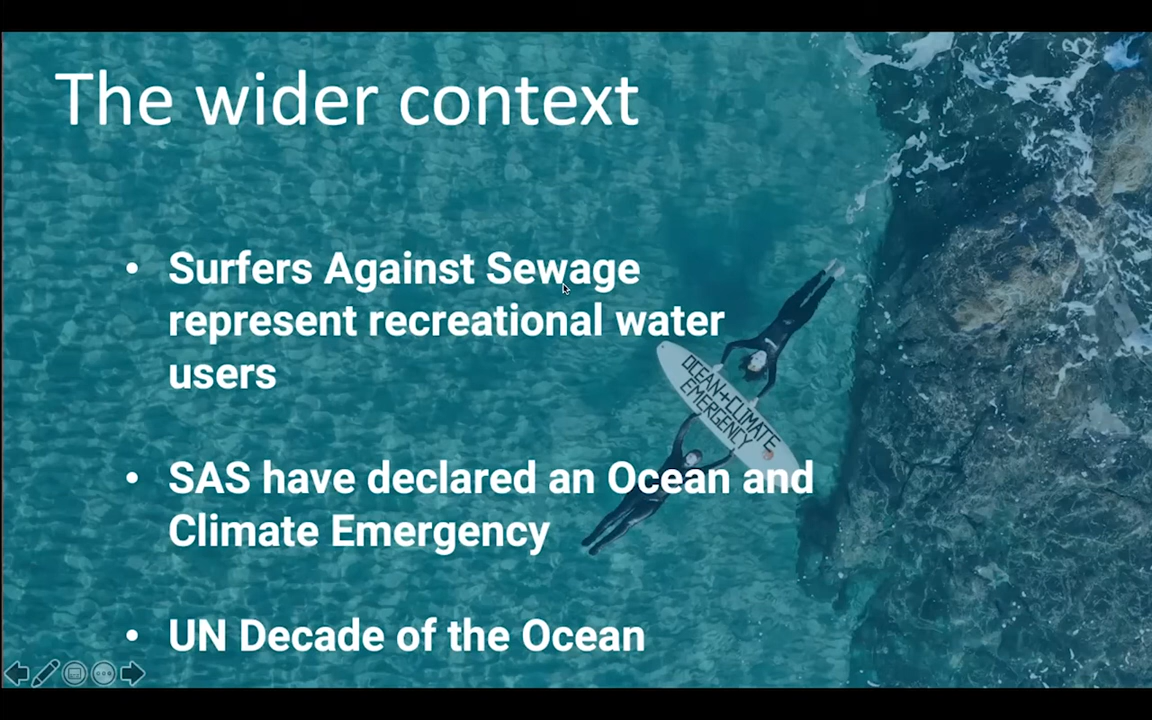 The wider context
• Surfers Against Sewage
represent recreational water
users
OCEAN+CLIMATE
EMERGENCY
• SAS have declared an Ocean and
Climate Emergency
• UN Decade of the Ocean